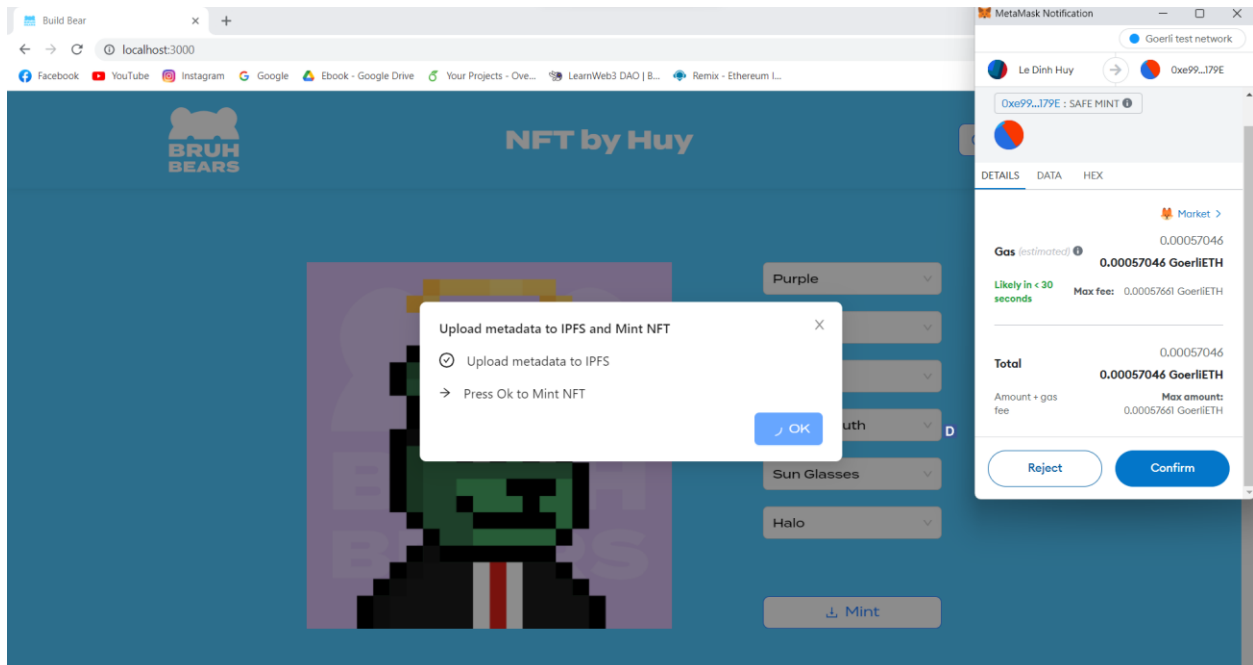 Build Bear
MetaMask Notification
Goerli test network
localhost:3000
Facebook YouTube Instagram Google Ebook - Google Drive Your Projects - Ove... LearnWeb3 DAO | B... Remix - Ethereum I...
Le Dinh Huy 0xe99...179E
0xe99...179E : SAFE MINT
BRUH
BEARS
NFT by Huy
DETAILS DATA HEX
Market >
0.00057046
Gas (estimated)
0.00057046 GoerliETH
Likely in < 30
seconds
Max fee: 0.00057661 GoerliETH
Total
0.00057046
0.00057046 GoerliETH
Amount + gas
fee
Max amount:
0.00057661 GoerliETH
Reject Confirm
Purple
Upload metadata to IPFS and Mint NFT
Upload metadata to IPFS
Press Ok to Mint NFT
OK
uth
D
Sun Glasses
Halo
Mint